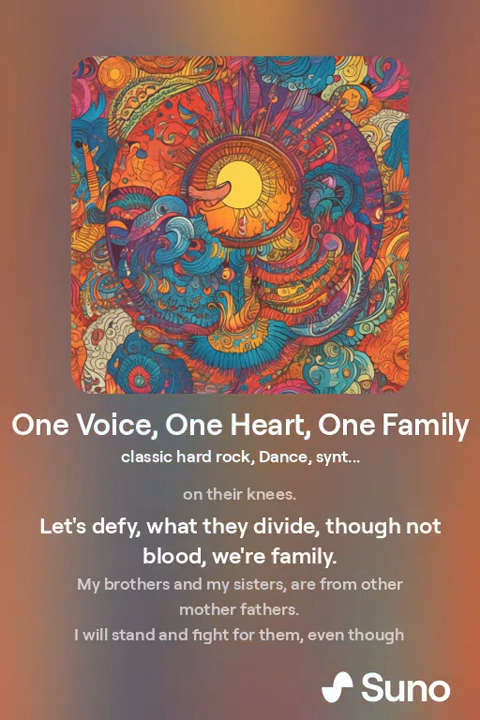 One Voice, One Heart, One Family
classic hard rock, Dance, synt...
on their knees.
Let's defy, what they divide, though not
blood, we're family.
My brothers and my sisters, are from other
mother fathers.
I will stand and fight for them, even though
Suno